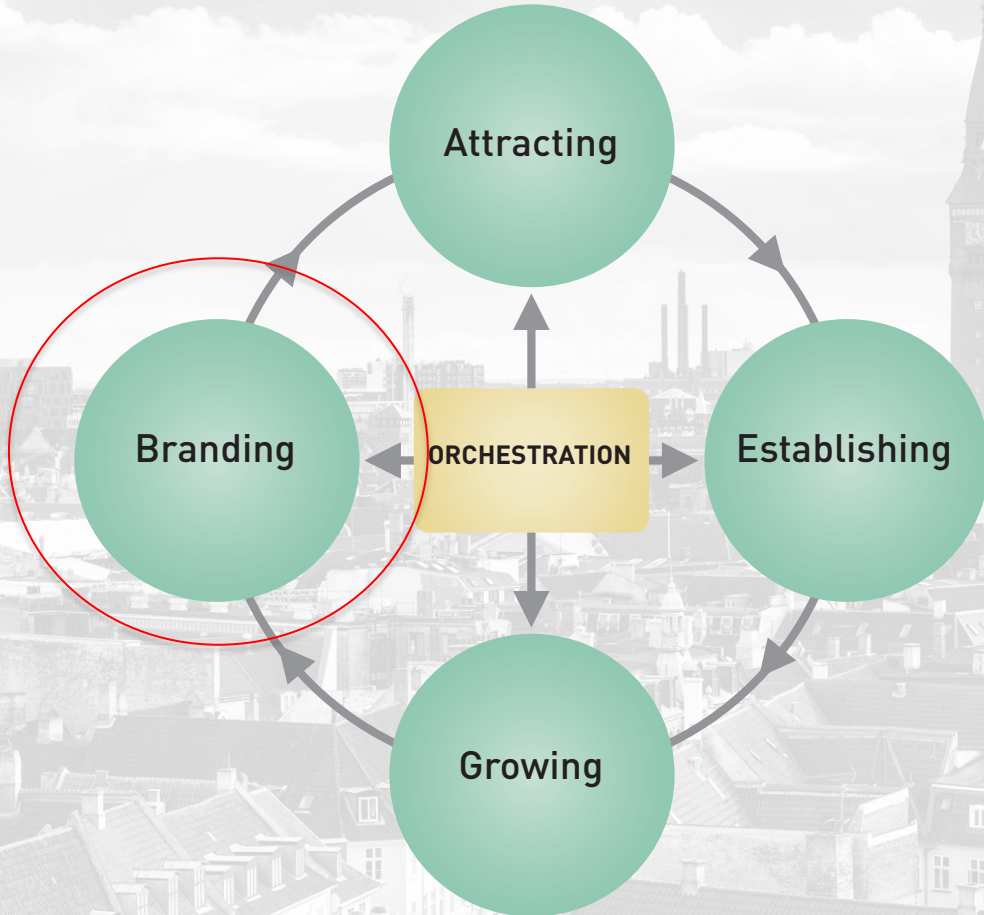 Attracting
Branding
ORCHESTRATION
Establishing
Growing